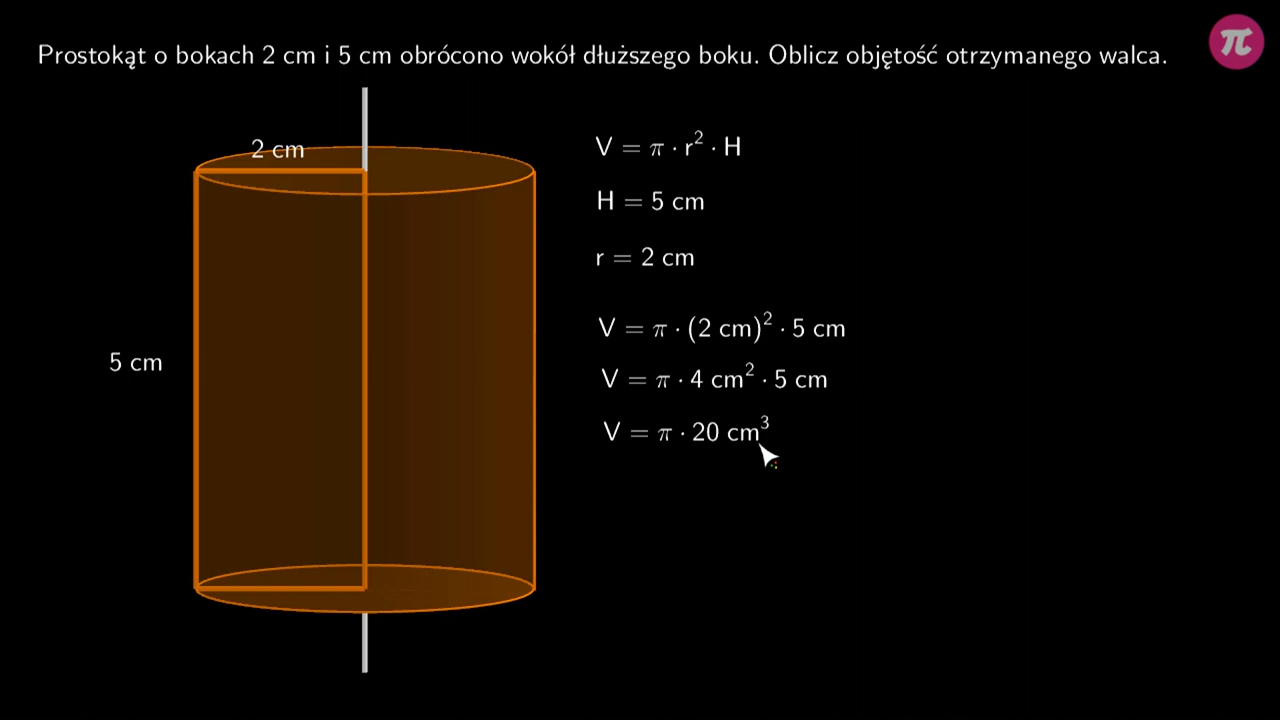 Prostokąt o bokach 2 cm i 5 cm obrócono wokół dłuższego boku. Oblicz objętość otrzymanego walca.
π
2 cm
5 cm
V = π · r² · H
H = 5 cm
r = 2 cm
V = π · (2 cm)² · 5 cm
V = π · 4 cm² · 5 cm
V = π · 20 cm³